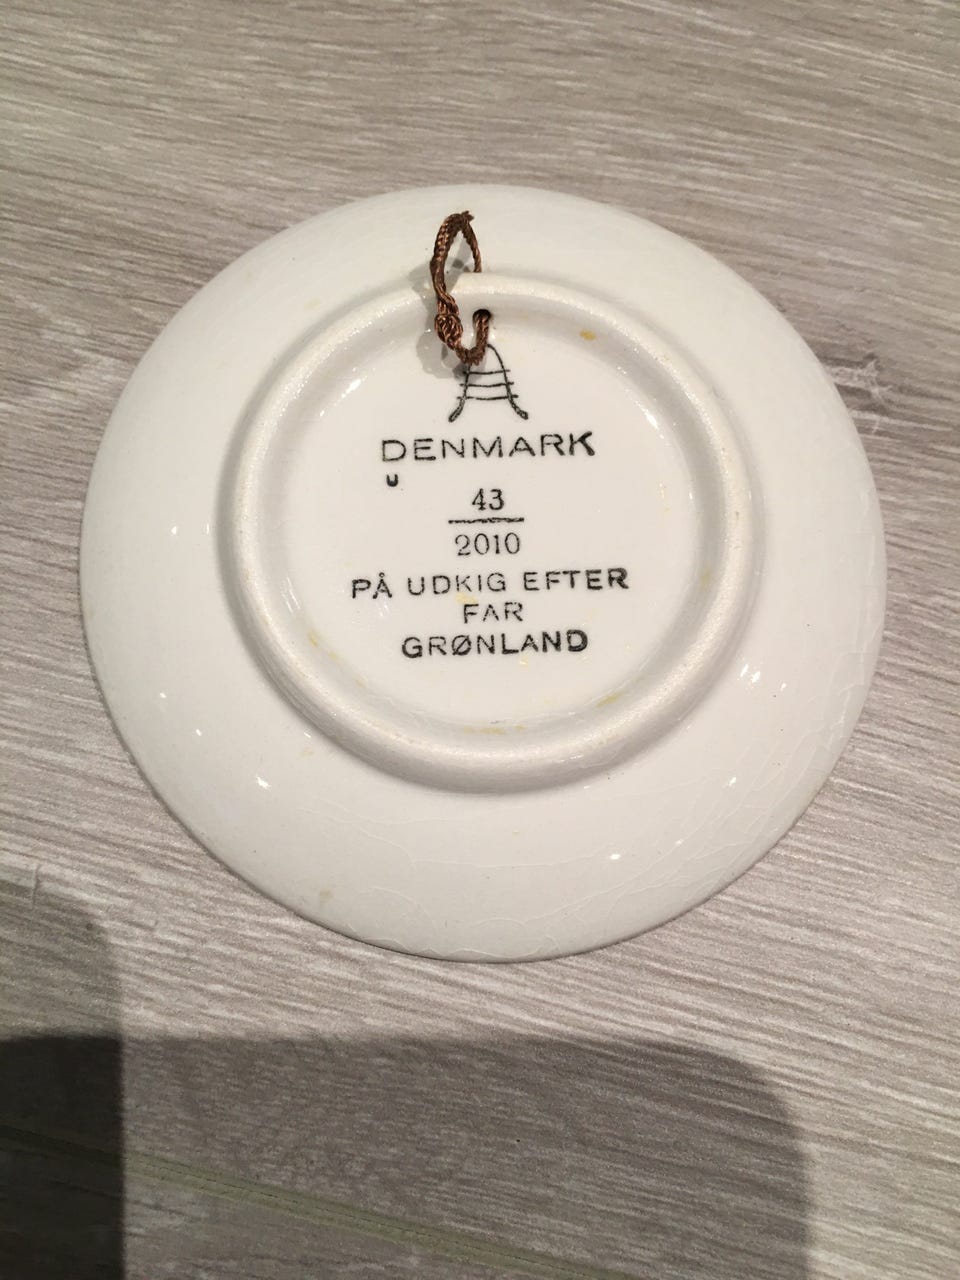 DENMARK
U
43
2010
PÅ UDKIG EFTER
FAR
GRØNLAND